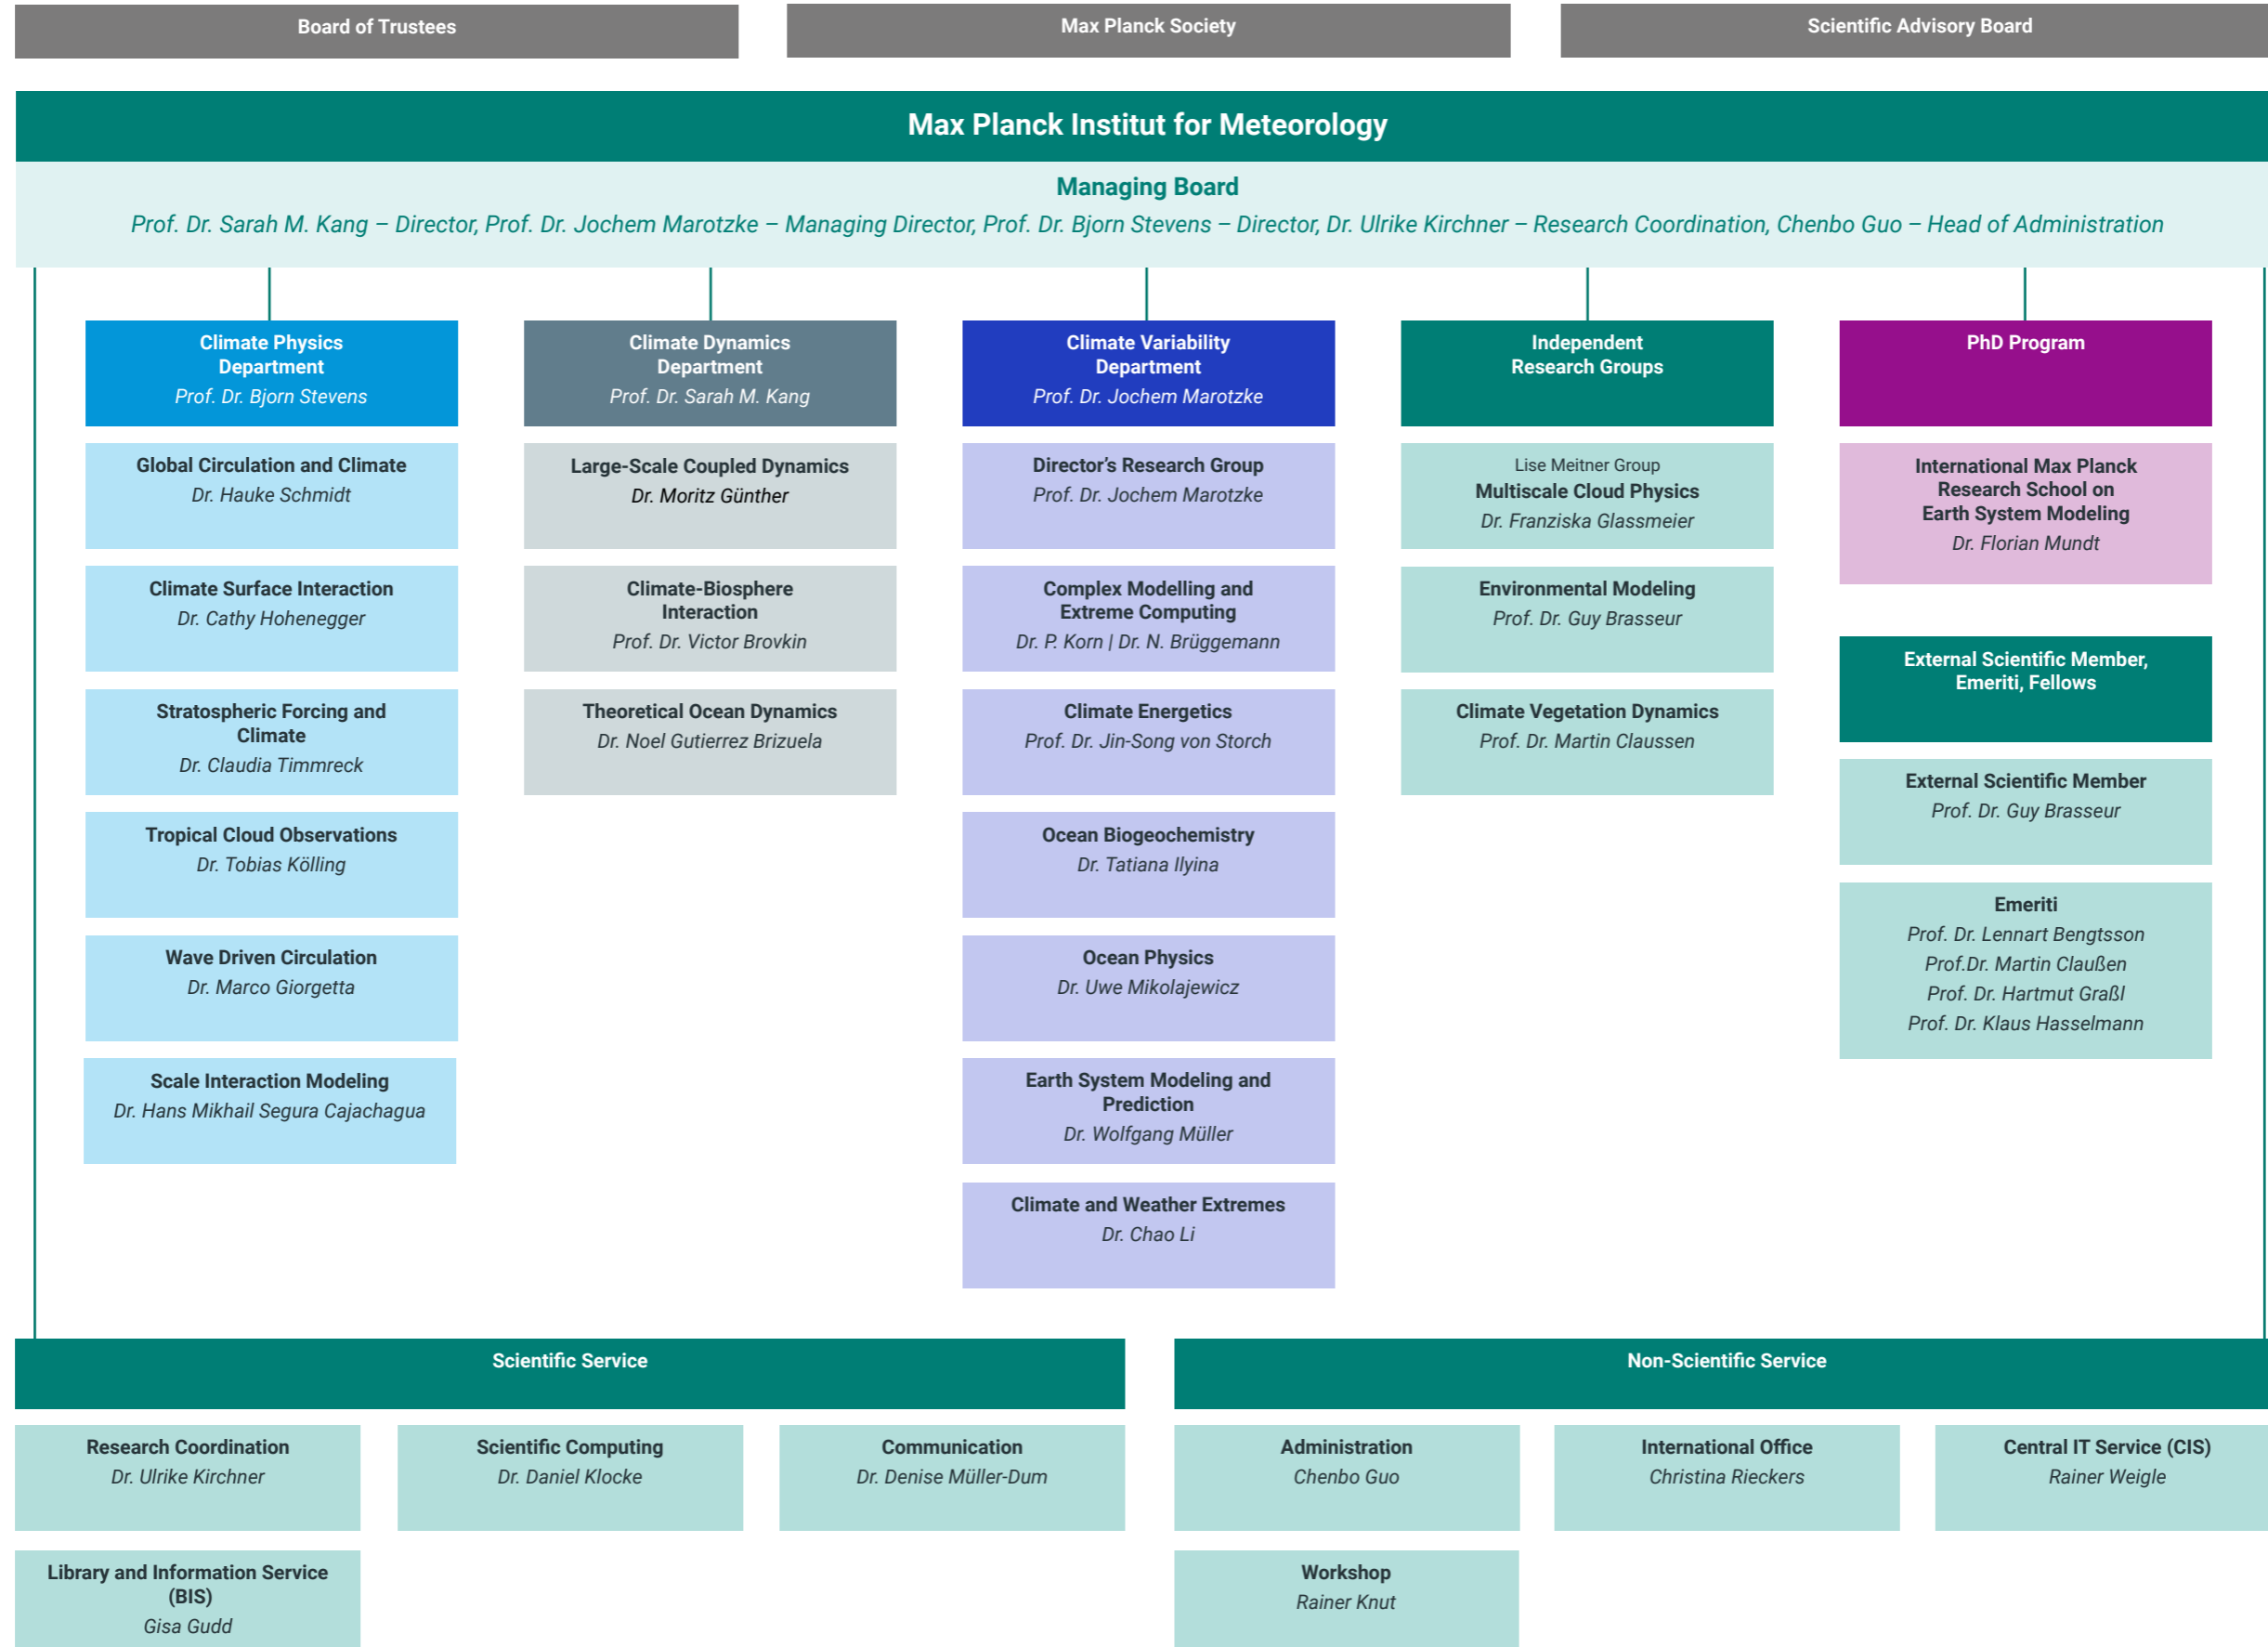 Board of Trustees
Max Planck Society
Scientific Advisory Board
Max Planck Institut for Meteorology
Managing Board
Prof. Dr. Sarah M. Kang – Director, Prof. Dr. Jochem Marotzke – Managing Director, Prof. Dr. Bjorn Stevens – Director, Dr. Ulrike Kirchner – Research Coordination, Chenbo Guo – Head of Administration
Climate Physics
Department
Prof. Dr. Bjorn Stevens
Global Circulation and Climate
Dr. Hauke Schmidt
Climate Surface Interaction
Dr. Cathy Hohenegger
Stratospheric Forcing and
Climate
Dr. Claudia Timmreck
Tropical Cloud Observations
Dr. Tobias Kölling
Wave Driven Circulation
Dr. Marco Giorgetta
Scale Interaction Modeling
Dr. Hans Mikhail Segura Cajachagua
Climate Dynamics
Department
Prof. Dr. Sarah M. Kang
Large-Scale Coupled Dynamics
Dr. Moritz Günther
Climate-Biosphere
Interaction
Prof. Dr. Victor Brovkin
Theoretical Ocean Dynamics
Dr. Noel Gutierrez Brizuela
Climate Variability
Department
Prof. Dr. Jochem Marotzke
Director’s Research Group
Prof. Dr. Jochem Marotzke
Complex Modelling and
Extreme Computing
Dr. P. Korn | Dr. N. Brüggemann
Climate Energetics
Prof. Dr. Jin-Song von Storch
Ocean Biogeochemistry
Dr. Tatiana Ilyina
Ocean Physics
Dr. Uwe Mikolajewicz
Earth System Modeling and
Prediction
Dr. Wolfgang Müller
Climate and Weather Extremes
Dr. Chao Li
Independent
Research Groups
Lise Meitner Group
Multiscale Cloud Physics
Dr. Franziska Glassmeier
Environmental Modeling
Prof. Dr. Guy Brasseur
Climate Vegetation Dynamics
Prof. Dr. Martin Claussen
PhD Program
International Max Planck
Research School on
Earth System Modeling
Dr. Florian Mundt
External Scientific Member,
Emeriti, Fellows
External Scientific Member
Prof. Dr. Guy Brasseur
Emeriti
Prof. Dr. Lennart Bengtsson
Prof.Dr. Martin Claußen
Prof. Dr. Hartmut Graßl
Prof. Dr. Klaus Hasselmann
Scientific Service
Research Coordination
Dr. Ulrike Kirchner
Scientific Computing
Dr. Daniel Klocke
Communication
Dr. Denise Müller-Dum
Library and Information Service
(BIS)
Gisa Gudd
Non-Scientific Service
Administration
Chenbo Guo
International Office
Christina Rieckers
Central IT Service (CIS)
Rainer Weigle
Workshop
Rainer Knut